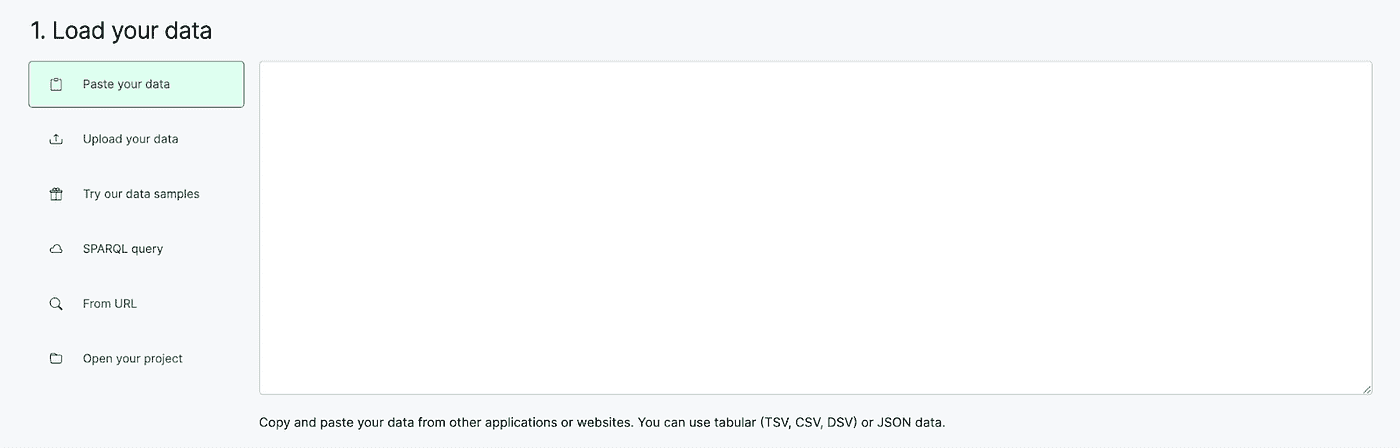 1. Load your data
Paste your data
Upload your data
Try our data samples
SPARQL query
From URL
Open your project
Copy and paste your data from other applications or websites. You can use tabular (TSV, CSV, DSV) or JSON data.